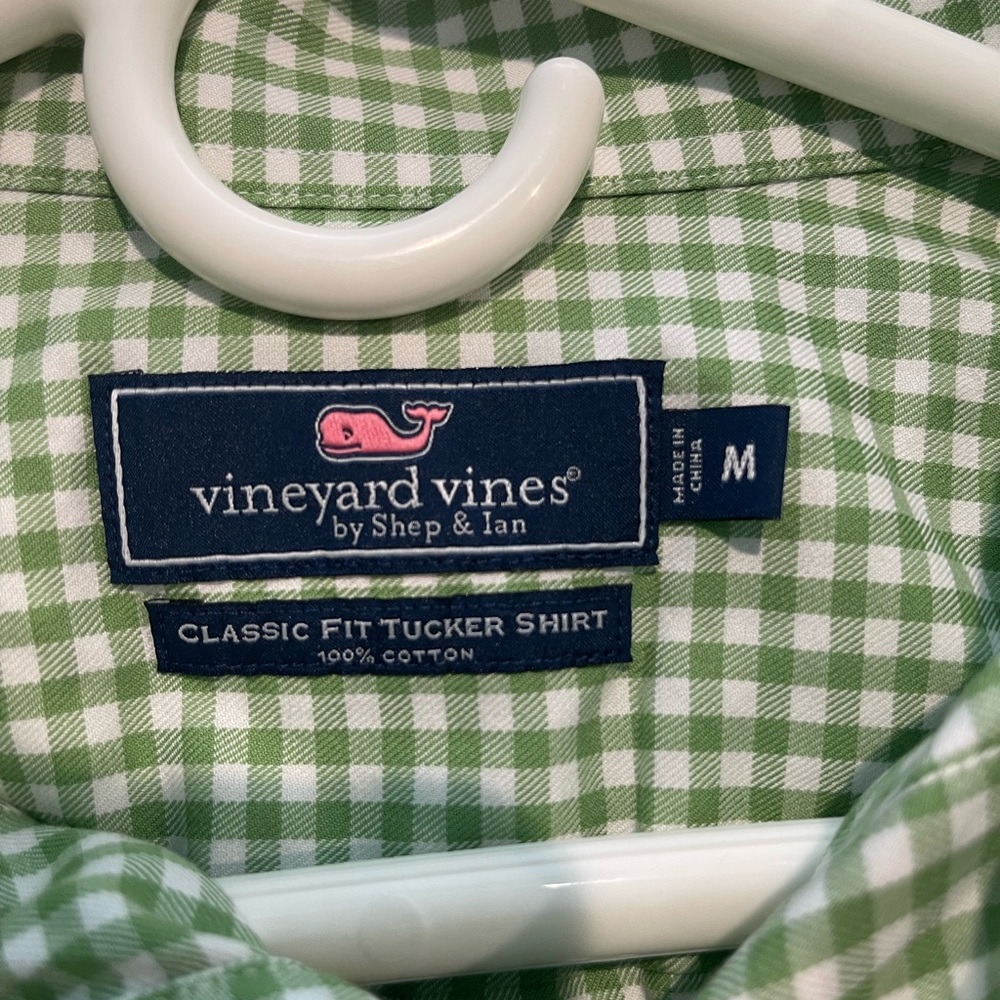 vineyard vines®
by Shep & Ian
MADE IN
CHINA
M
CLASSIC FIT TUCKER SHIRT
100% COTTON